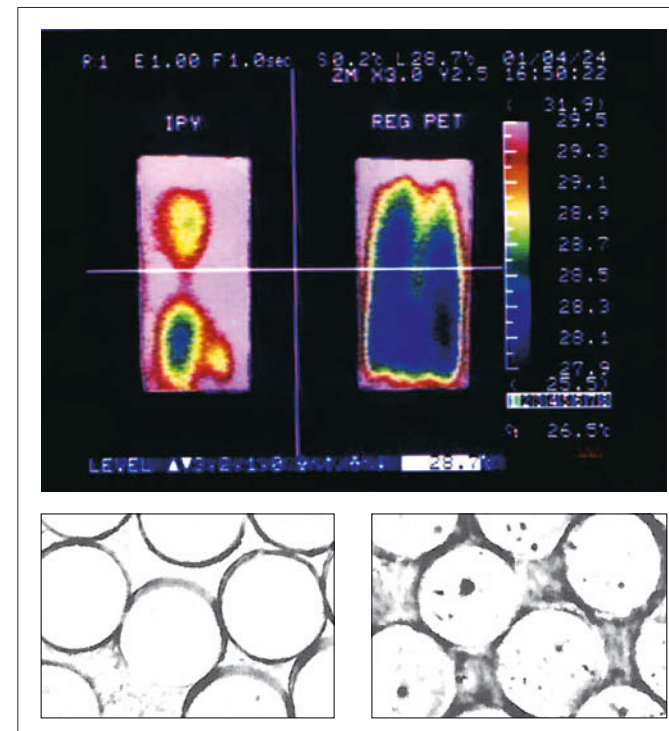 R1 E1.00 F1.0sec S0.2℃ L28.7℃ 01/04/24
ZM X3.0 Y2.5 16:50:22
( 31.9)
IPY REG PET 29.5
29.3
29.1
28.9
28.7
28.5
28.3
28.1
27.9
( 25.5)
26.5℃
LEVEL ▲▼ 28.7℃